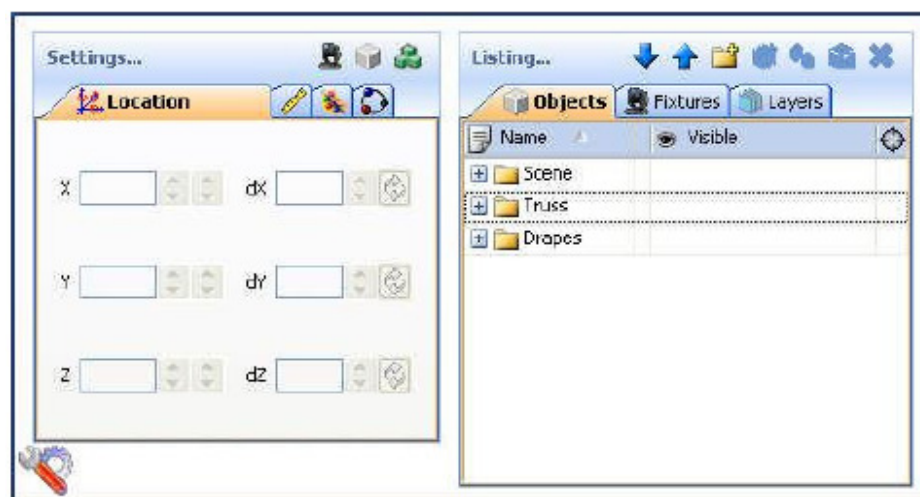 Settings...
Location
X dX
Y dY
Z dZ
Listing...
Objects Fixtures Layers
Name Visible
Scene
Truss
Drapes